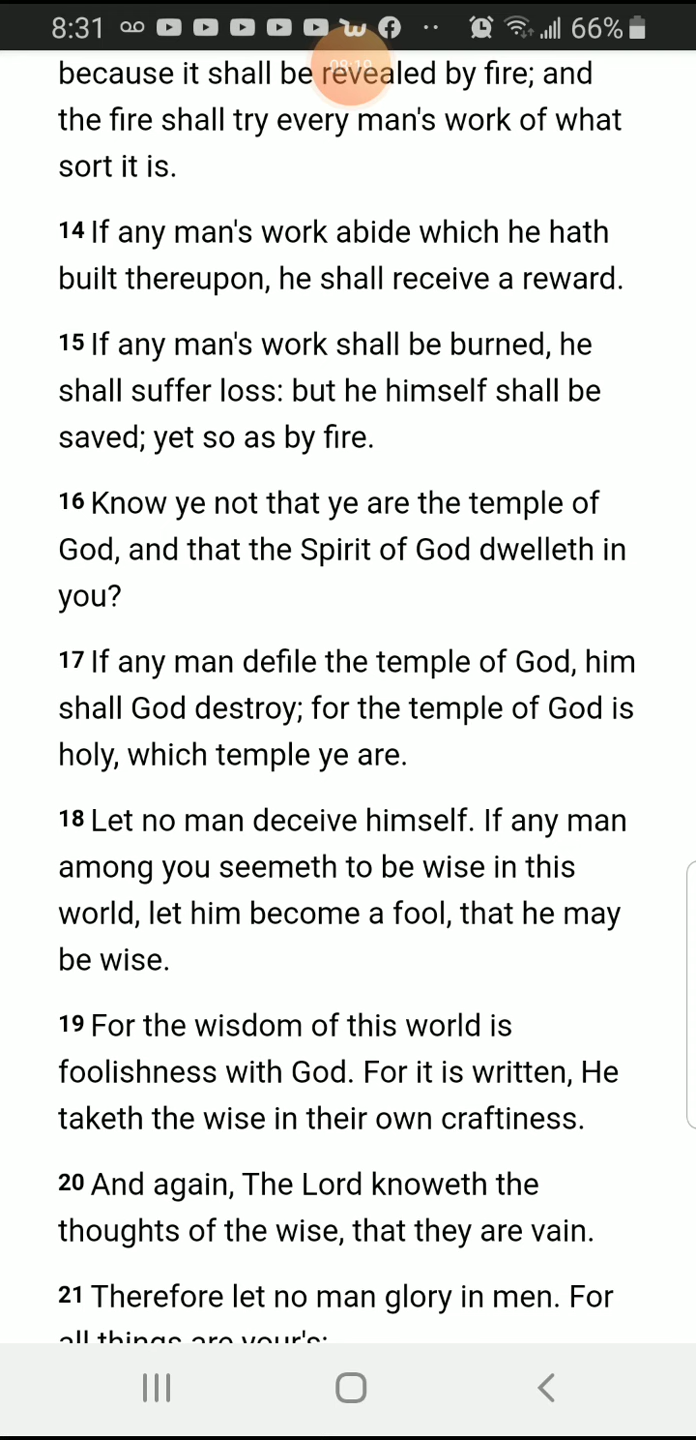 8:31 66%
08:19
because it shall be revealed by fire; and
the fire shall try every man's work of what
sort it is.
14 If any man's work abide which he hath
built thereupon, he shall receive a reward.
15 If any man's work shall be burned, he
shall suffer loss: but he himself shall be
saved; yet so as by fire.
16 Know ye not that ye are the temple of
God, and that the Spirit of God dwelleth in
you?
17 If any man defile the temple of God, him
shall God destroy; for the temple of God is
holy, which temple ye are.
18 Let no man deceive himself. If any man
among you seemeth to be wise in this
world, let him become a fool, that he may
be wise.
19 For the wisdom of this world is
foolishness with God. For it is written, He
taketh the wise in their own craftiness.
20 And again, The Lord knoweth the
thoughts of the wise, that they are vain.
21 Therefore let no man glory in men. For
all things are your's;